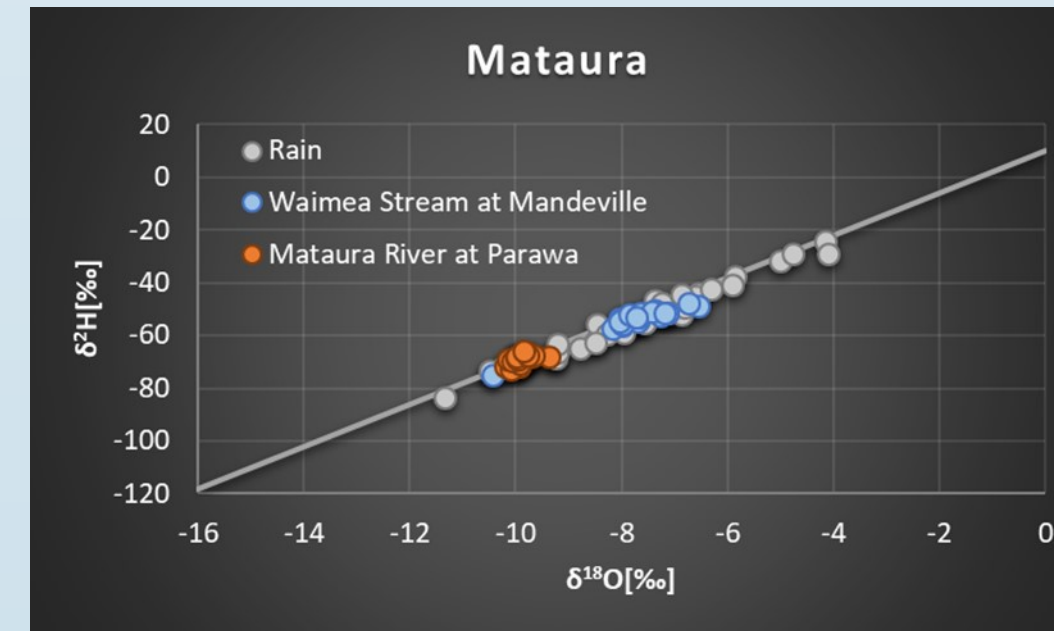 Mataura
20
0
-20
-40
-60
-80
-100
-120
Rain
Waimea Stream at Mandeville
Mataura River at Parawa
δ²H[‰]
-16 -14 -12 -10 -8 -6 -4 -2 0
δ¹⁸O[‰]